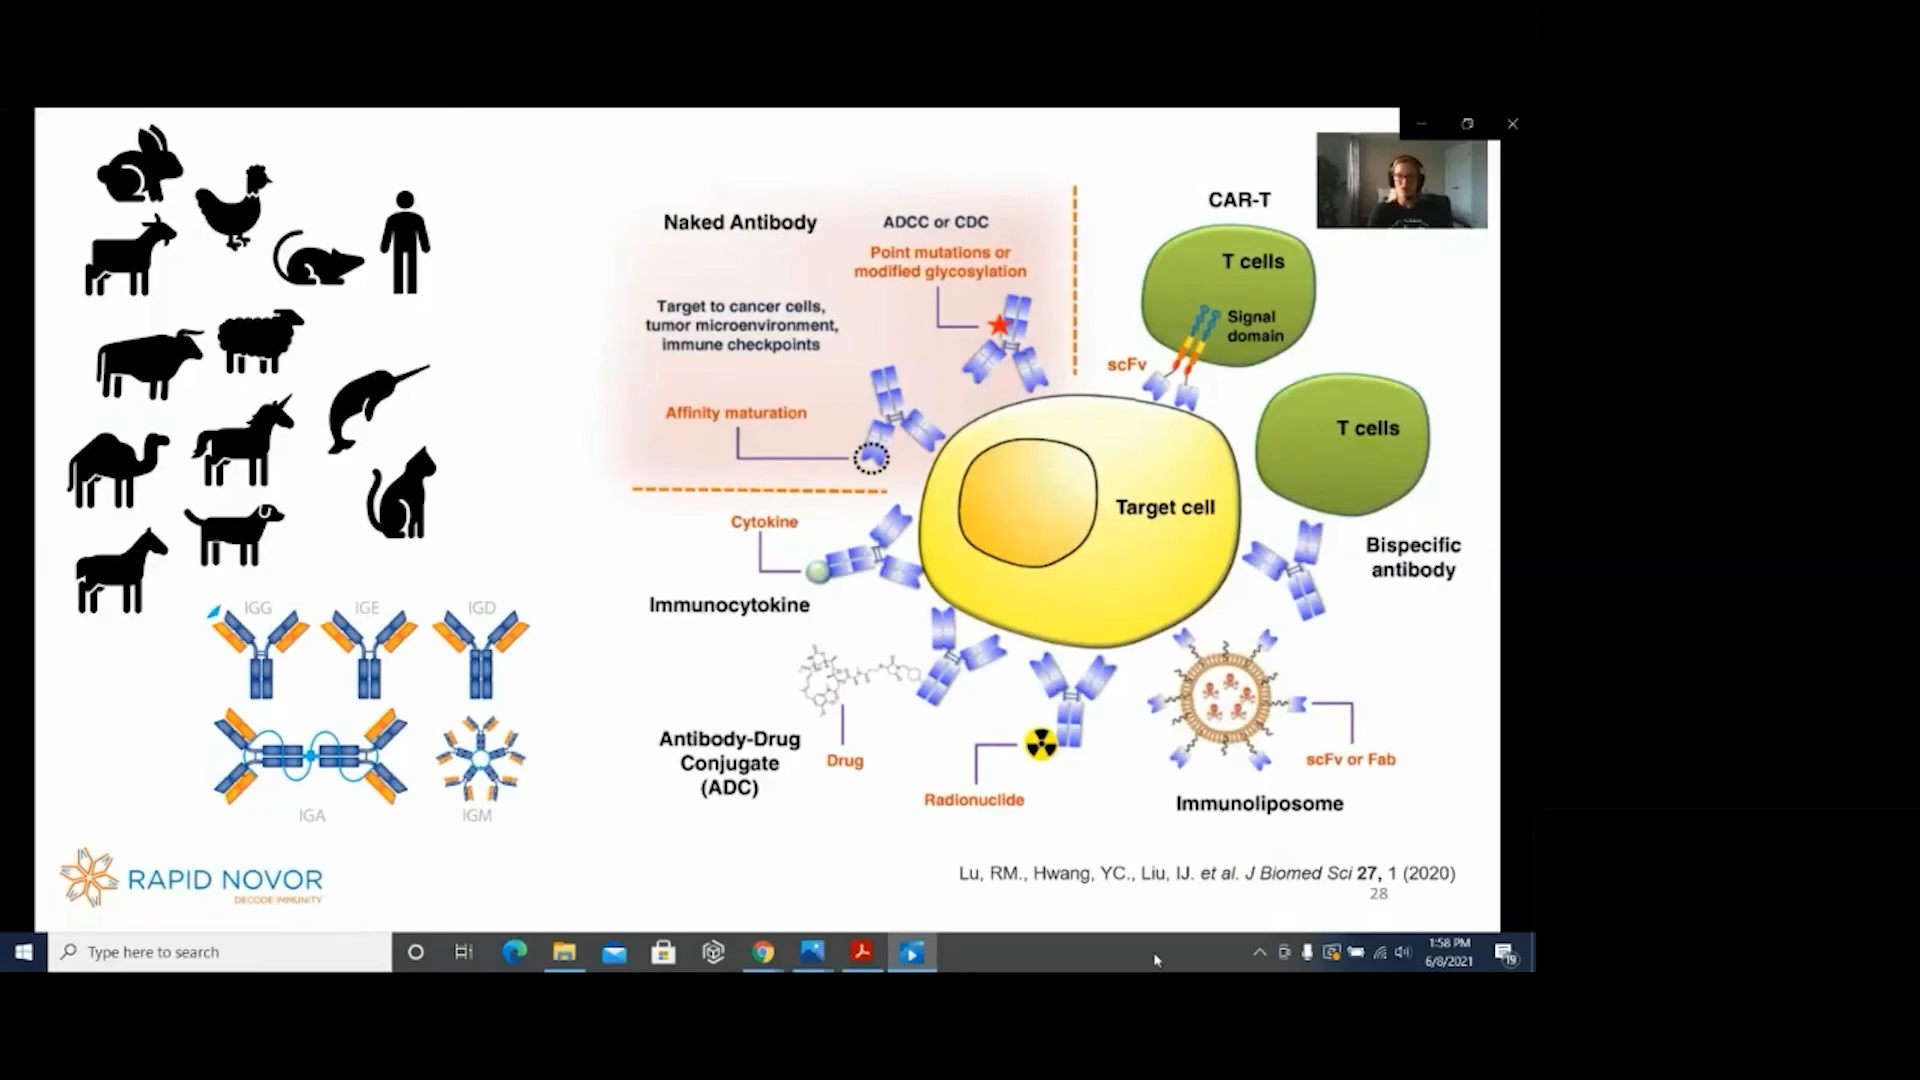 Naked Antibody
ADCC or CDC
Point mutations or
modified glycosylation
Target to cancer cells,
tumor microenvironment,
immune checkpoints
Affinity maturation
CAR-T
T cells
Signal
domain
scFv
T cells
Target cell
Cytokine
Immunocytokine
Bispecific
antibody
IGG
IGE
IGD
IGA
IGM
Antibody-Drug
Conjugate
(ADC)
Drug
Radionuclide
scFv or Fab
Immunoliposome
RAPID NOVOR
DECODE IMMUNITY
Lu, RM., Hwang, YC., Liu, IJ. et al. J Biomed Sci 27, 1 (2020)
28
Type here to search
1:58 PM
6/8/2021
19